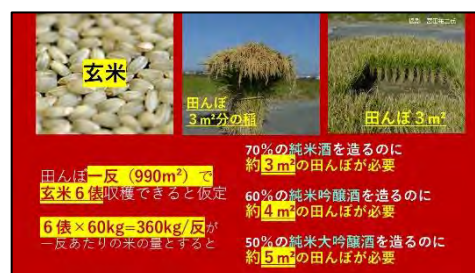 玄米
田んぼ
３m²分の稲
田んぼ３m²
田んぼ一反（990m²）で
玄米６俵収穫できると仮定
６俵×60kg=360kg/反が
一反あたりの米の量とすると
70％の純米酒を造るのに
約３m²の田んぼが必要
60％の純米吟醸酒を造るのに
約４m²の田んぼが必要
50％の純米大吟醸酒を造るのに
約５m²の田んぼが必要